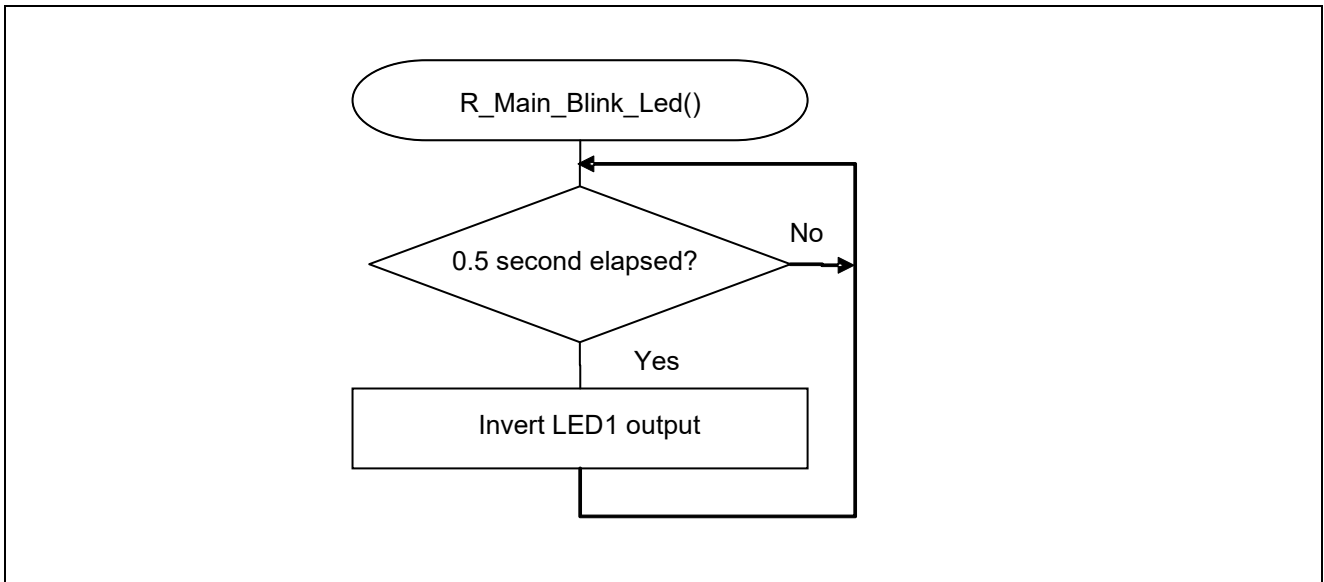 R_Main_Blink_Led()
No
0.5 second elapsed?
Yes
Invert LED1 output